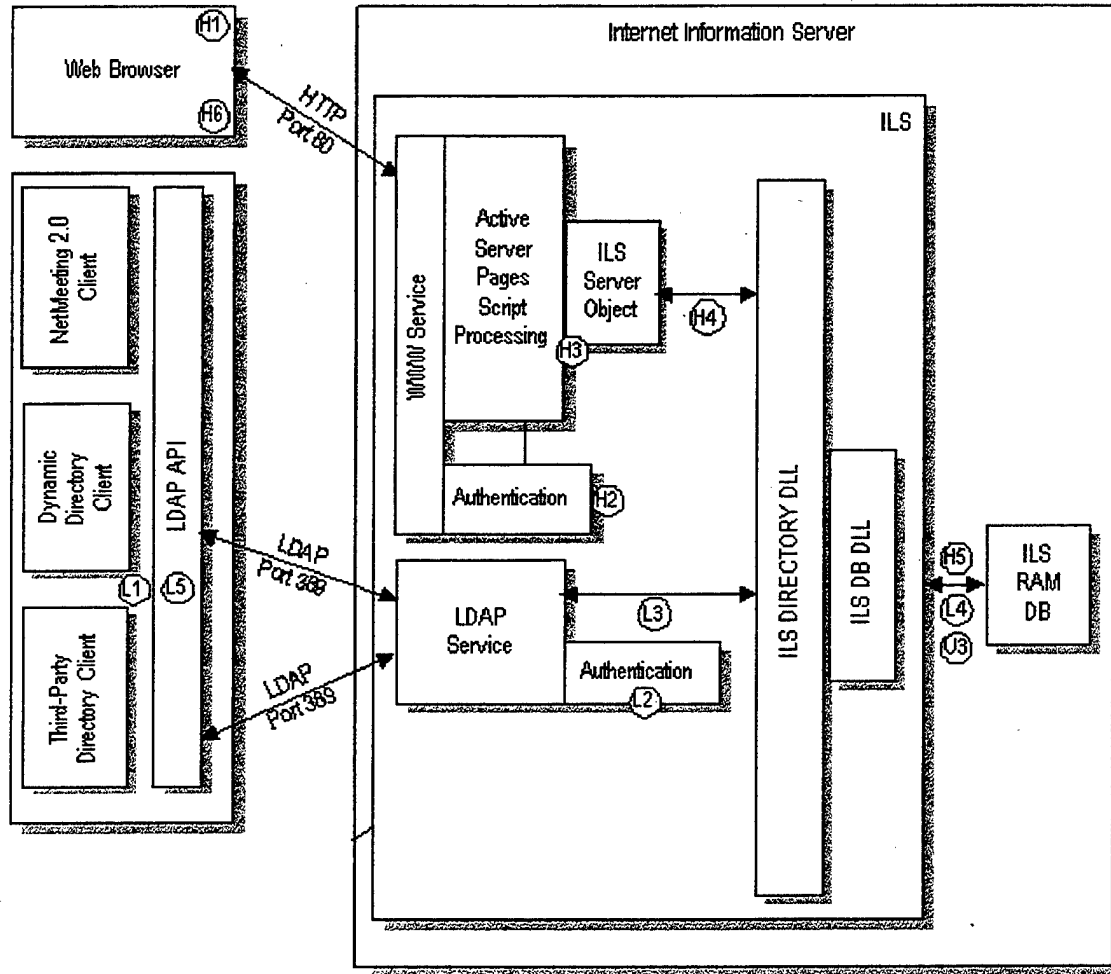 H1
Web Browser
H6
HTTP
Port 80
NetMeeting 2.0
Client
Dynamic
Directory
Client
Third-Party
Directory Client
LDAP API
L1
L5
LDAP
Port 389
LDAP
Port 389
Internet Information Server
ILS
WWW Service
Active
Server
Pages
Script
Processing
ILS
Server
Object
H3
H4
Authentication
H2
LDAP
Service
L3
Authentication
L2
ILS DIRECTORY DLL
ILS DB DLL
H5
L4
U3
ILS
RAM
DB